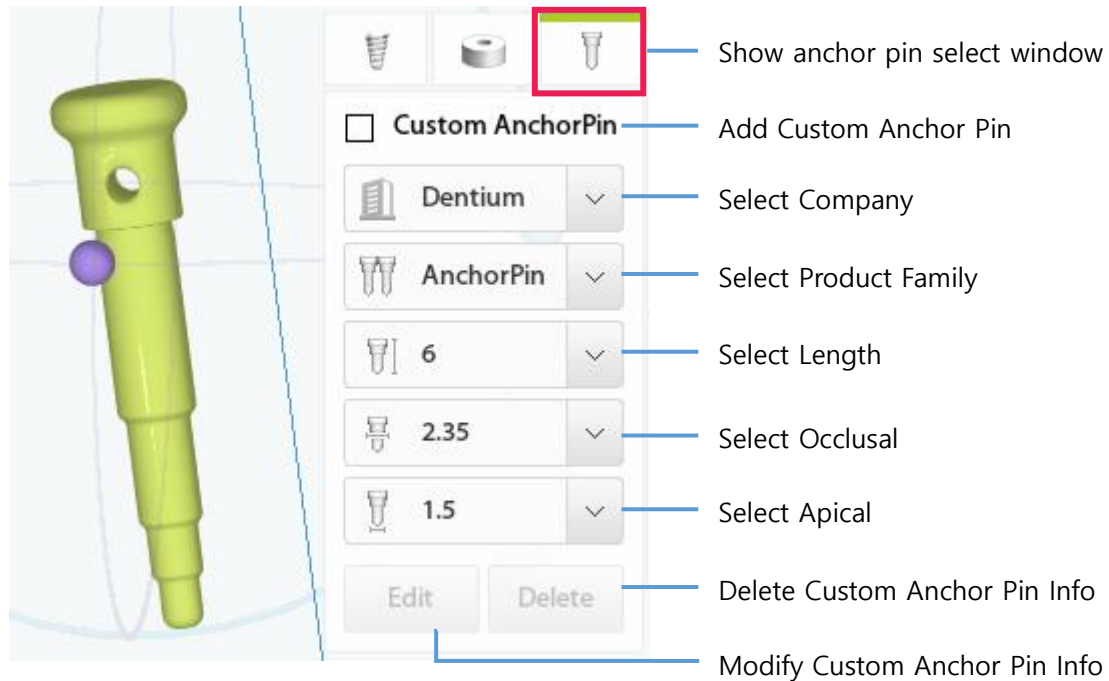 Show anchor pin select window
Custom AnchorPin
Add Custom Anchor Pin
Dentium
Select Company
AnchorPin
Select Product Family
6
Select Length
2.35
Select Occlusal
1.5
Select Apical
Edit
Delete
Delete Custom Anchor Pin Info
Modify Custom Anchor Pin Info